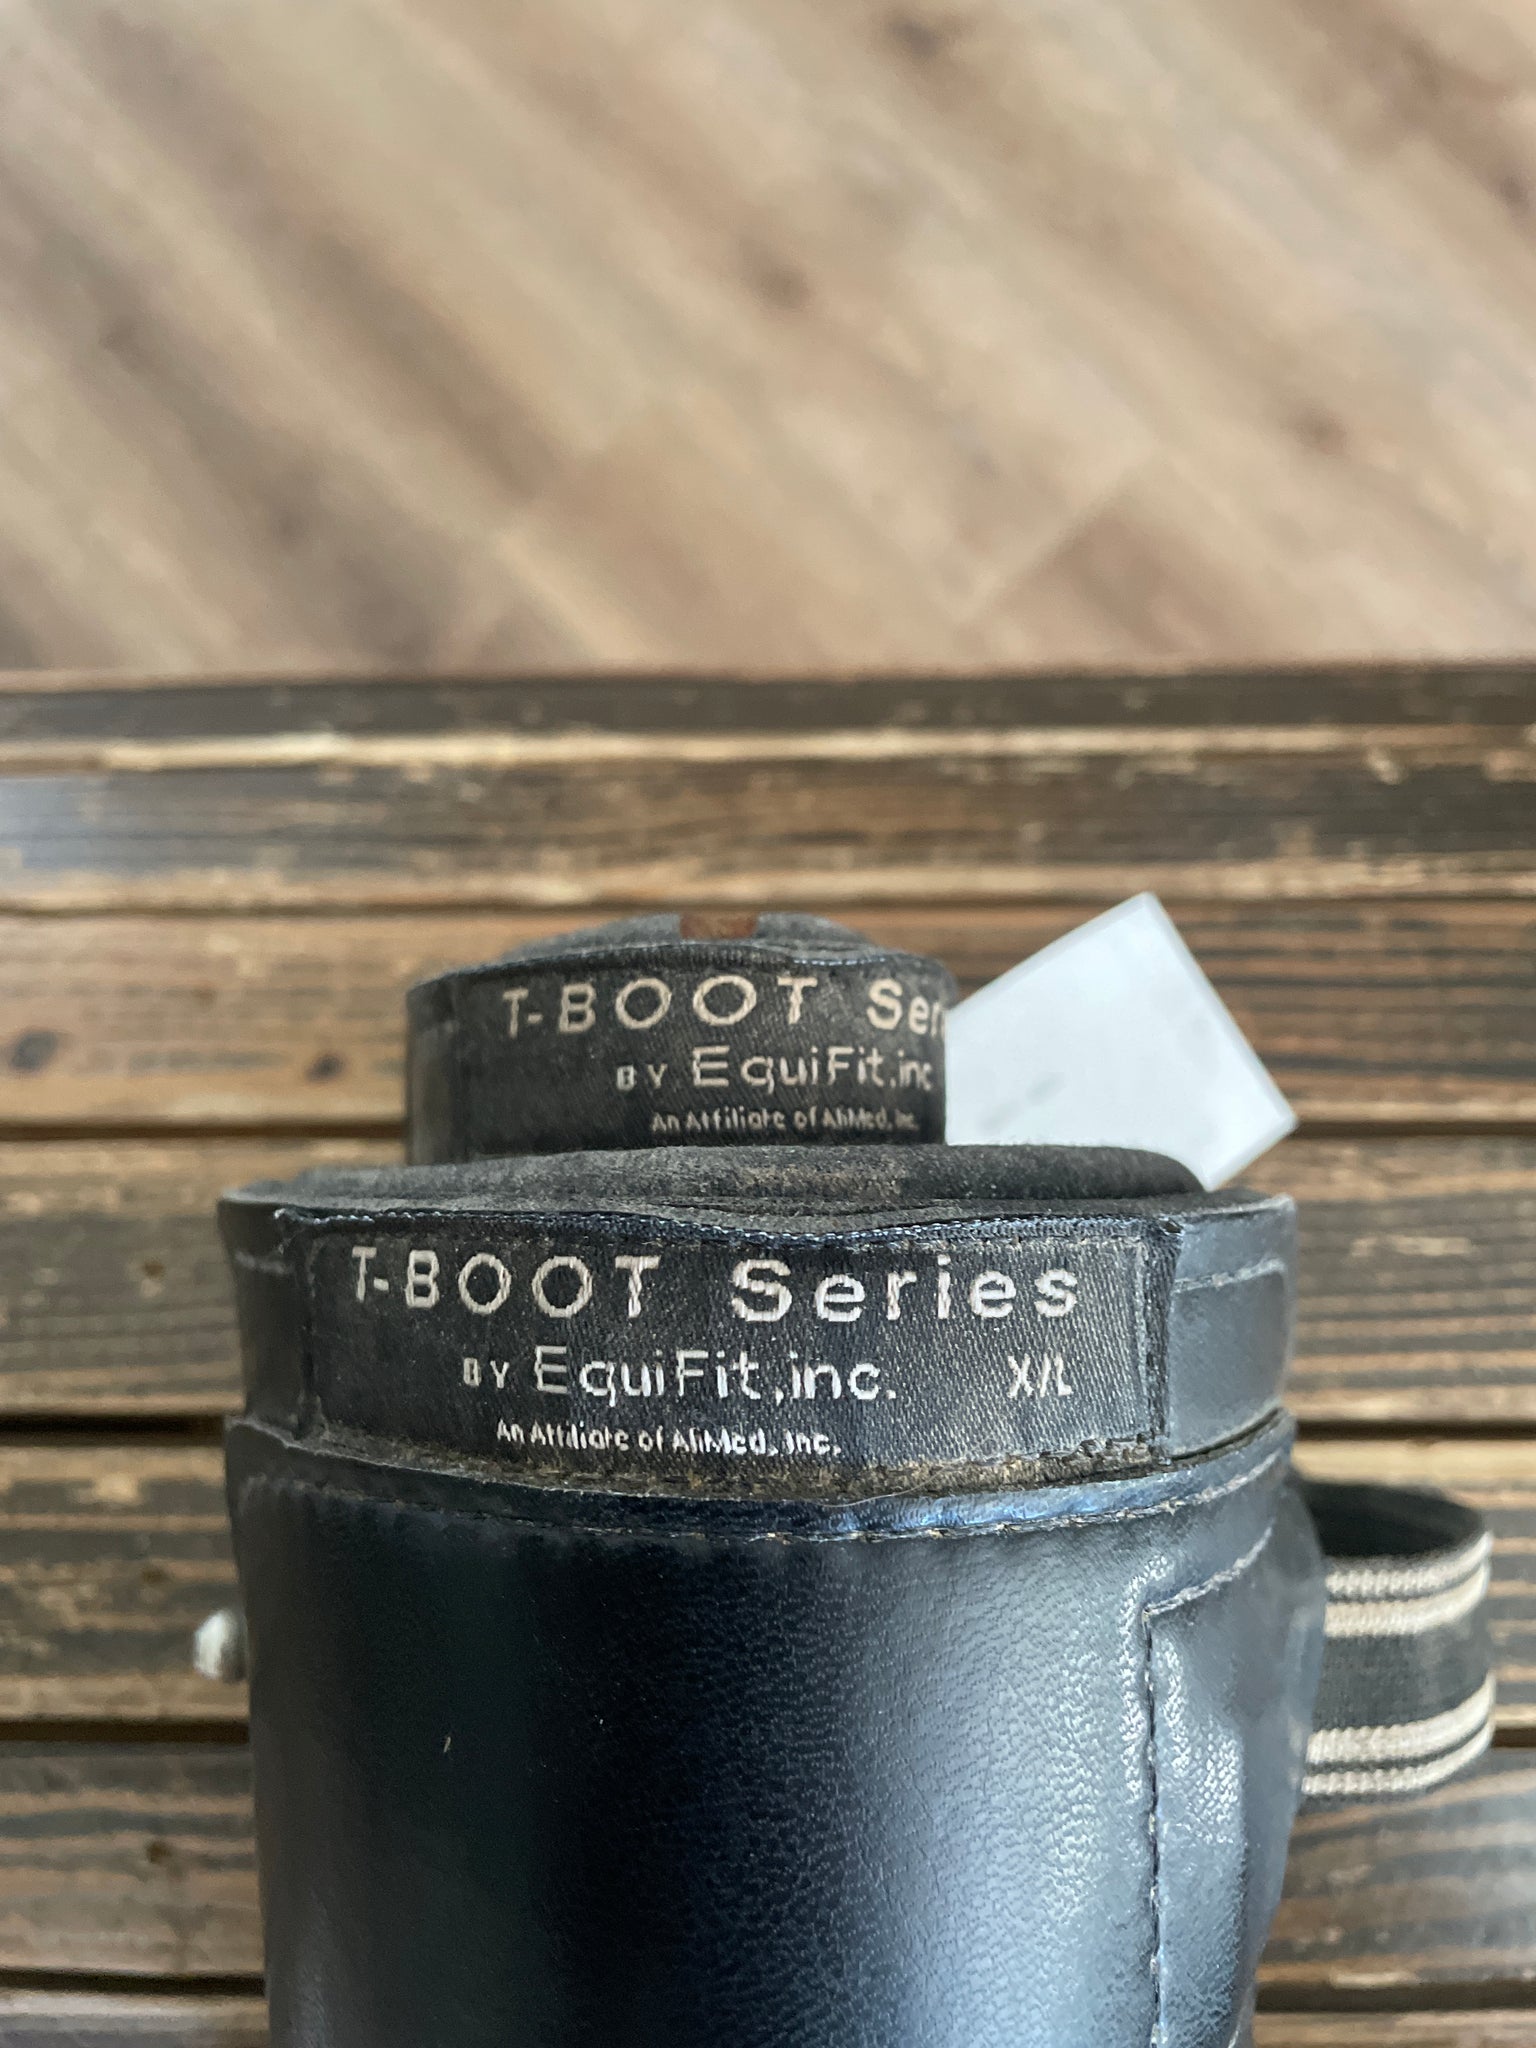 T-BOOT Ser
BY EquiFit,inc
An Affiliate of AliMed, Inc.
T-BOOT Series
BY EquiFit,inc. X/L
An Affiliate of AliMed, Inc.